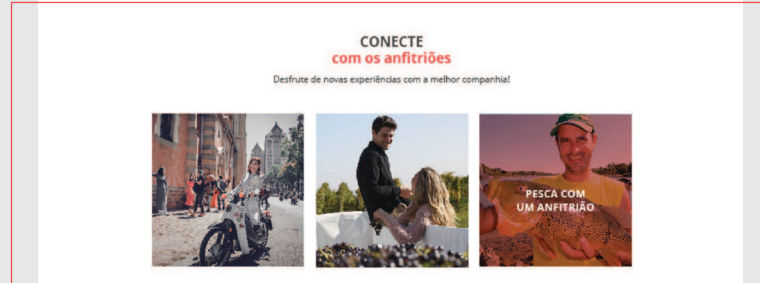 CONECTE
com os anfitriões
Desfrute de novas experiências com a melhor companhia!
PESCA COM
UM ANFITRIÃO